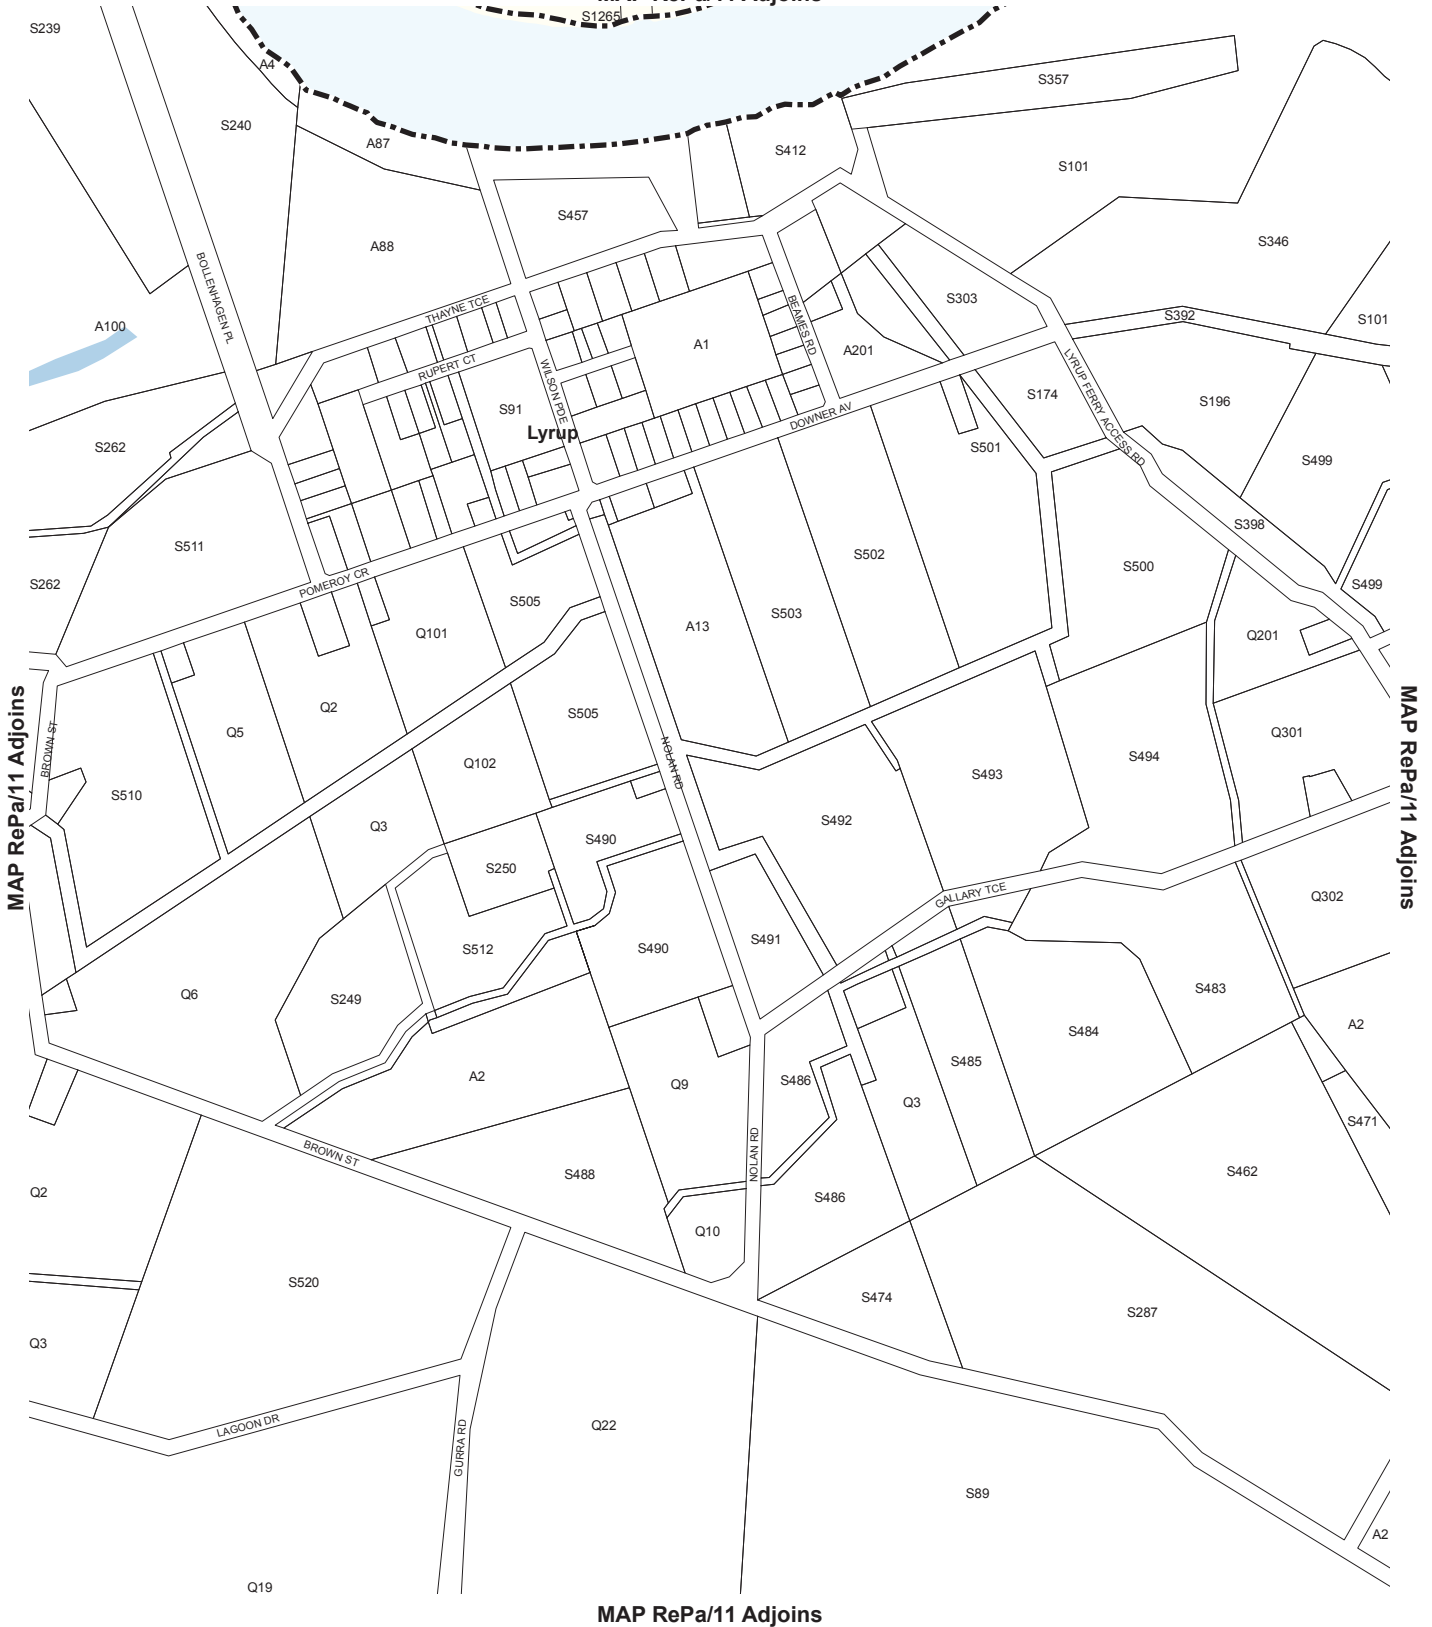 S1265
S239
A4
S357
S240
A87
S412
S101
S457
A88
S346
BOLLENHAGEN PL
THAYNE TCE
BEAMES RD
S303
S392
S101
A100
A1
A201
RUPERT CT
WILSON PDE
LYRUP FERRY ACCESS RD
S91
S174
S196
DOWNER AV
Lyrup
S262
S501
S499
S398
S511
S502
S500
S262
POMEROY CR
S499
S505
A13
S503
Q101
Q201
MAP RePa/11 Adjoins
BROWN ST
Q5
Q2
S505
NOLAN RD
Q301
MAP RePa/11 Adjoins
Q102
S494
S493
S510
Q3
S490
S492
S250
GALLARY TCE
Q302
S512
S490
S491
Q6
S249
S483
A2
S484
S485
A2
Q9
S486
Q3
S471
BROWN ST
NOLAN RD
S488
S462
Q2
S486
Q10
S520
S474
S287
Q3
LAGOON DR
GURRA RD
Q22
S89
A2
Q19
MAP RePa/11 Adjoins